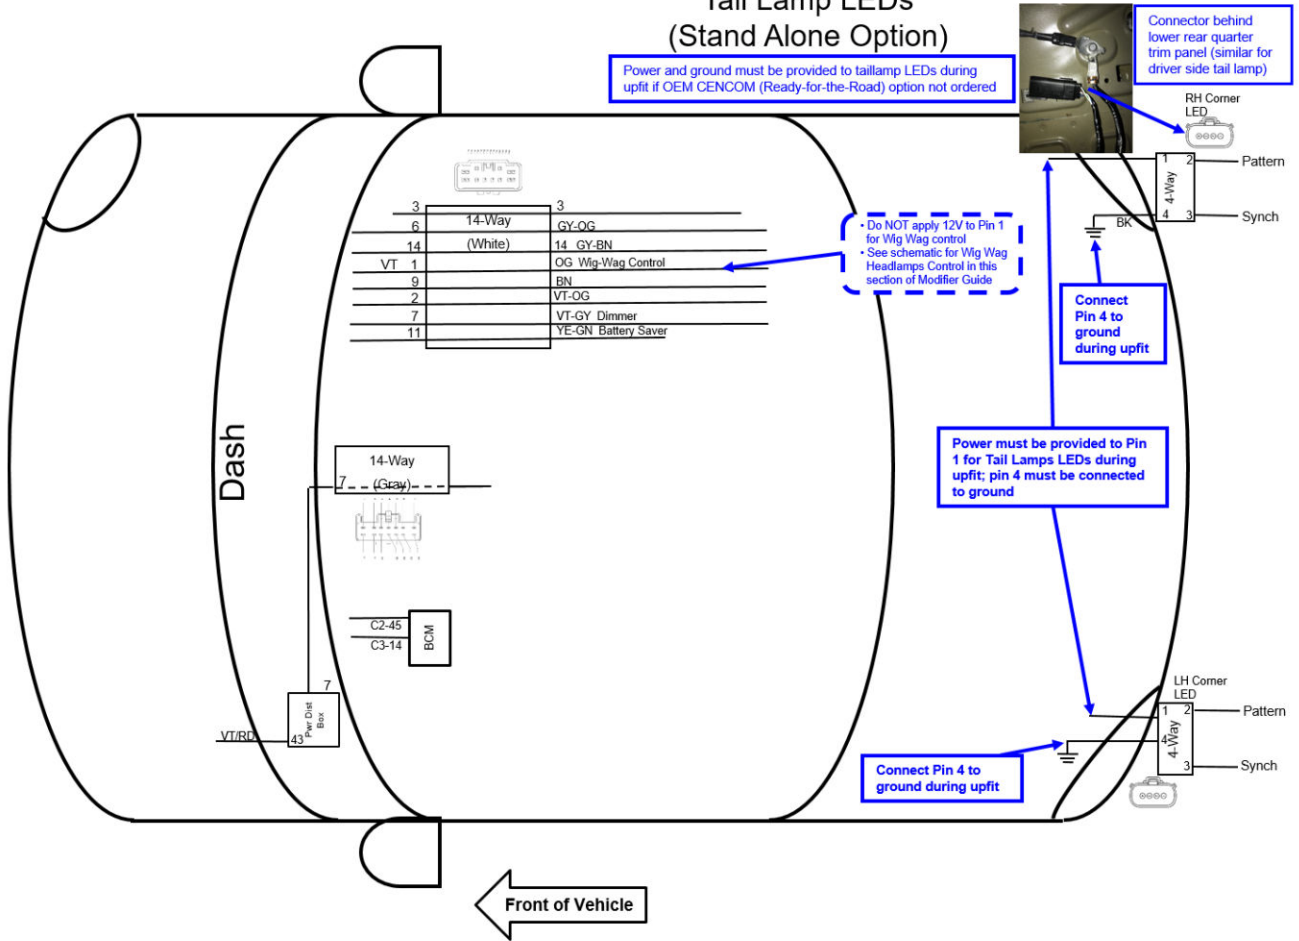 Tail Lamp LEDs
(Stand Alone Option)
Power and ground must be provided to taillamp LEDs during
upfit if OEM CENCOM (Ready-for-the-Road) option not ordered
Connector behind
lower rear quarter
trim panel (similar for
driver side tail lamp)
RH Corner
LED
1 2
Pattern
4-Way
4 3
BK
Synch
3 3
6 GY-OG
14-Way
(White)
14 14 GY-BN
VT 1 OG Wig-Wag Control
9 BN
2 VT-OG
7 VT-GY Dimmer
11 YE-GN Battery Saver
• Do NOT apply 12V to Pin 1
for Wig Wag control
• See schematic for Wig Wag
Headlamps Control in this
section of Modifier Guide
Connect
Pin 4 to
ground
during upfit
Dash
14-Way
7 (Gray)
Power must be provided to Pin
1 for Tail Lamps LEDs during
upfit; pin 4 must be connected
to ground
C2-45
C3-14
BCM
7
Pwr Dist
Box
VT/RD 43
LH Corner
LED
1 2
Pattern
4
4-Way
3
Synch
Connect Pin 4 to
ground during upfit
Front of Vehicle